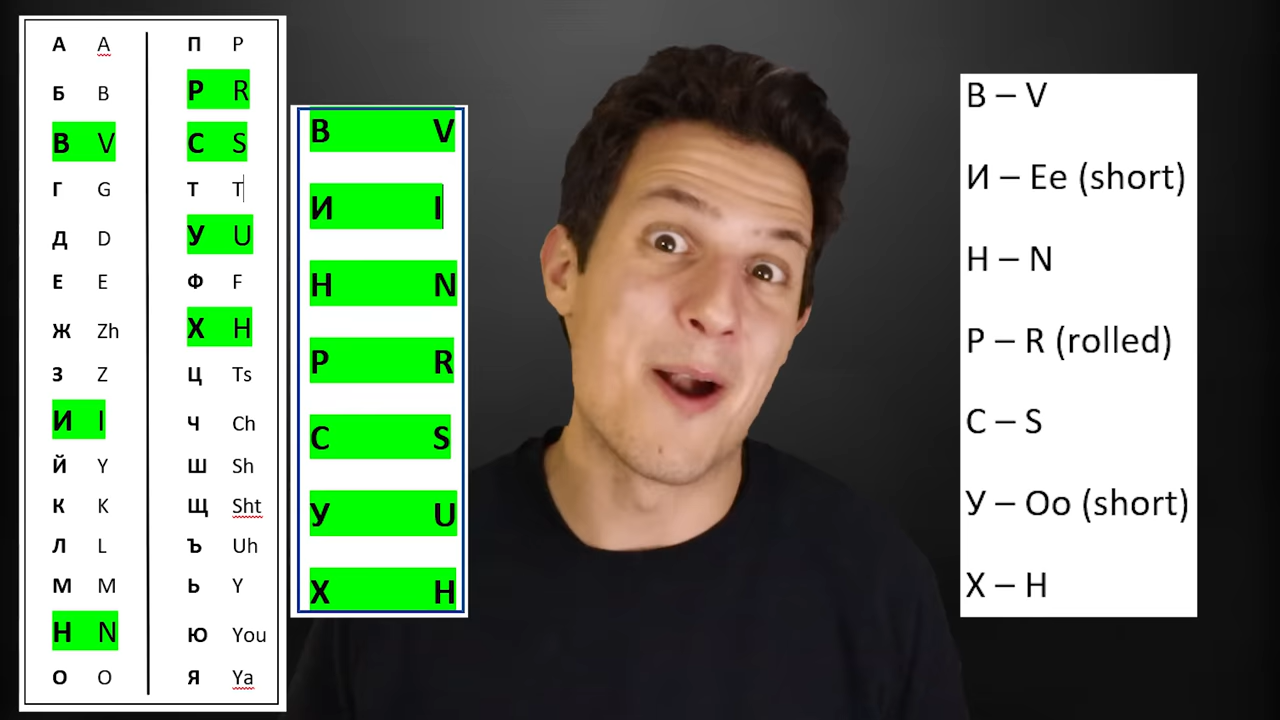 А A
Б B
В V
Г G
Д D
Е E
Ж Zh
З Z
И I
Й Y
К K
Л L
М M
Н N
О O
П P
Р R
С S
Т T
У U
Ф F
Х H
Ц Ts
Ч Ch
Ш Sh
Щ Sht
Ъ Uh
Ь Y
Ю You
Я Ya
В V
И I
Н N
Р R
С S
У U
Х H
В – V
И – Ee (short)
Н – N
Р – R (rolled)
С – S
У – Oo (short)
Х – H